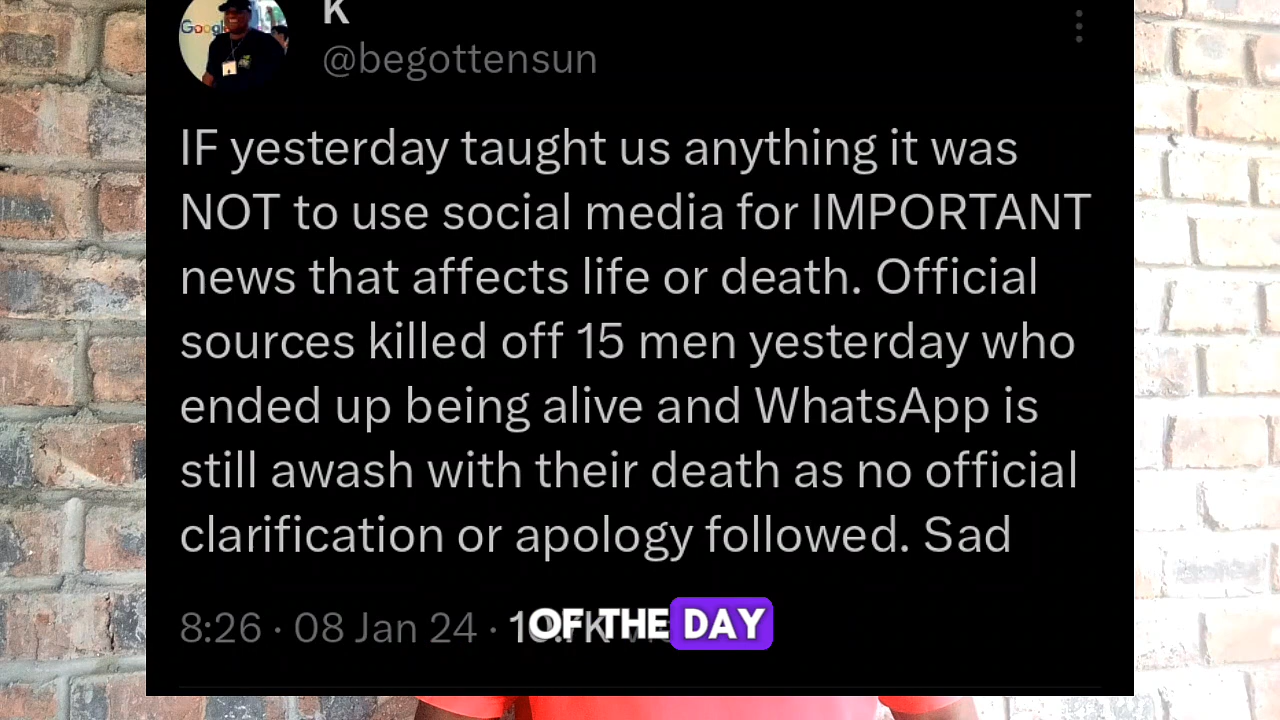 K
Google
@begottensun
IF yesterday taught us anything it was
NOT to use social media for IMPORTANT
news that affects life or death. Official
sources killed off 15 men yesterday who
ended up being alive and WhatsApp is
still awash with their death as no official
clarification or apology followed. Sad
8:26 · 08 Jan 24 ·
OF THE DAY